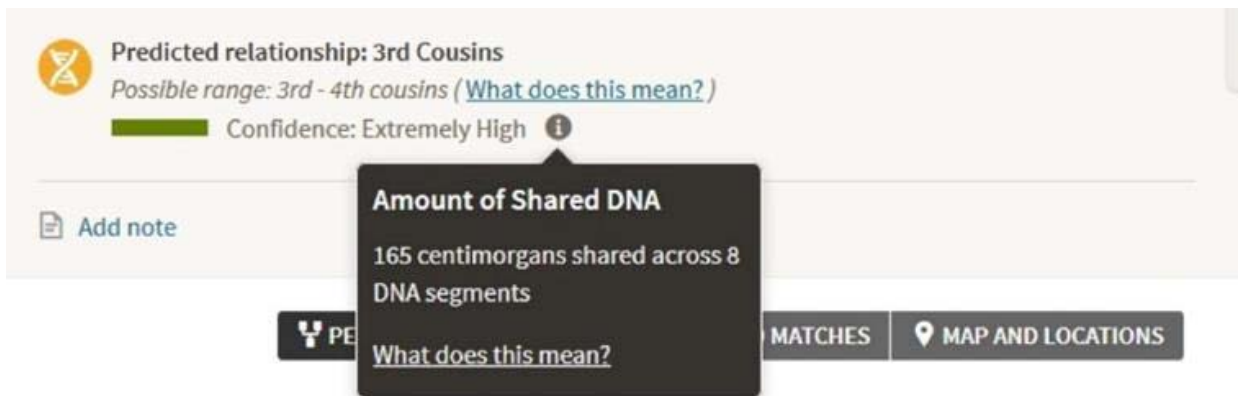 Predicted relationship: 3rd Cousins
Possible range: 3rd - 4th cousins (What does this mean?)
Confidence: Extremely High
Amount of Shared DNA
165 centimorgans shared across 8
DNA segments
What does this mean?
Add note
MATCHES
MAP AND LOCATIONS